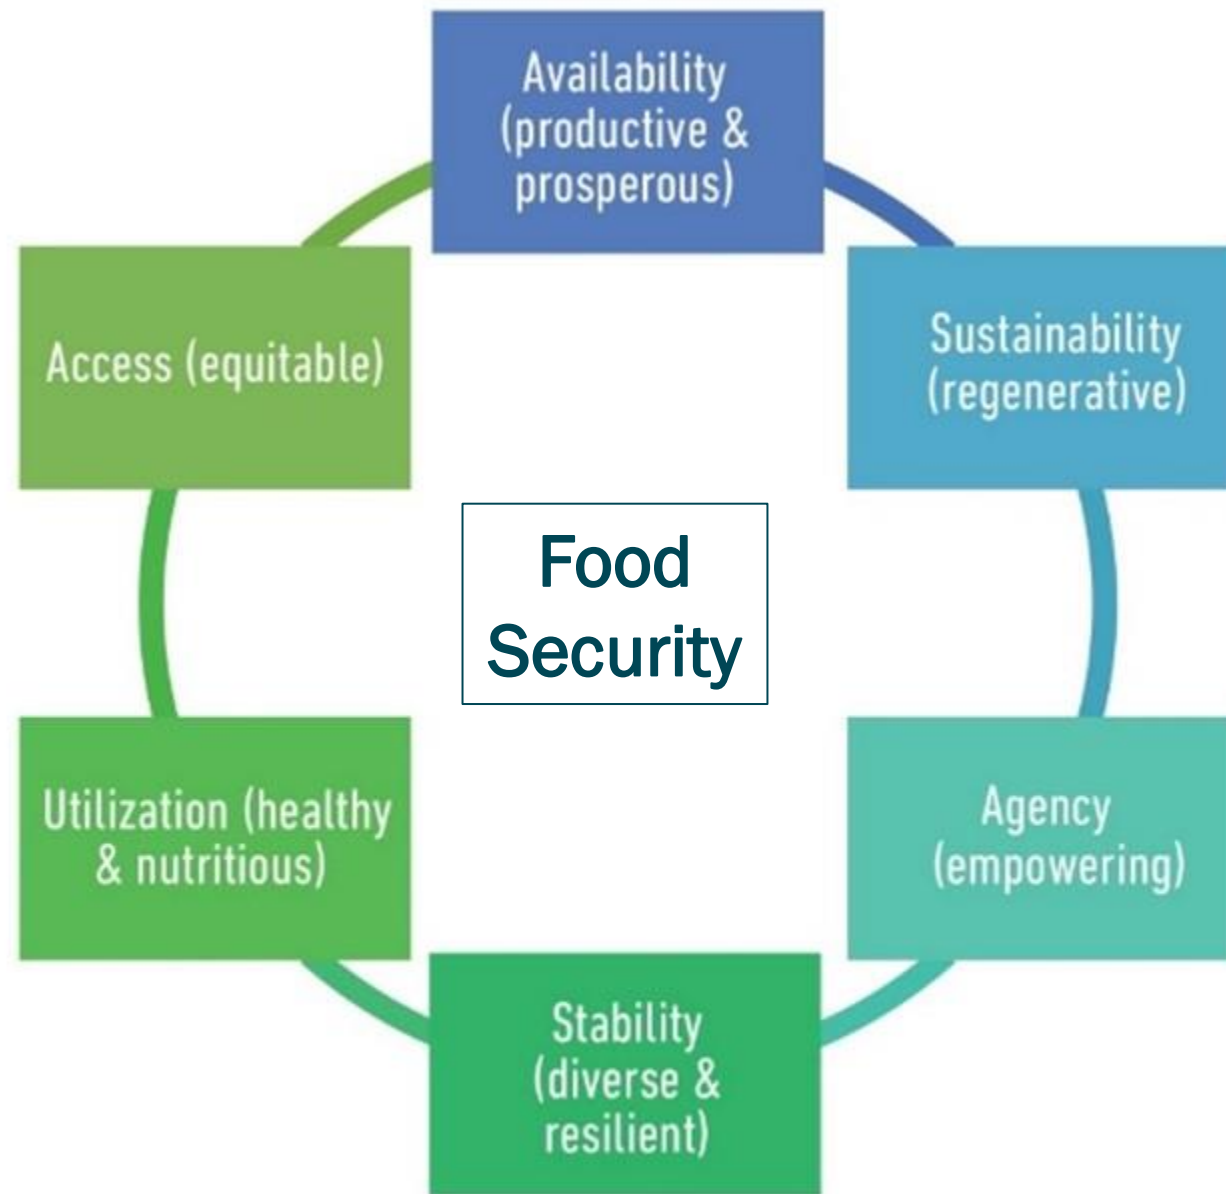 Availability
(productive &
prosperous)
Access (equitable)
Sustainability
(regenerative)
Food
Security
Utilization (healthy
& nutritious)
Agency
(empowering)
Stability
(diverse &
resilient)